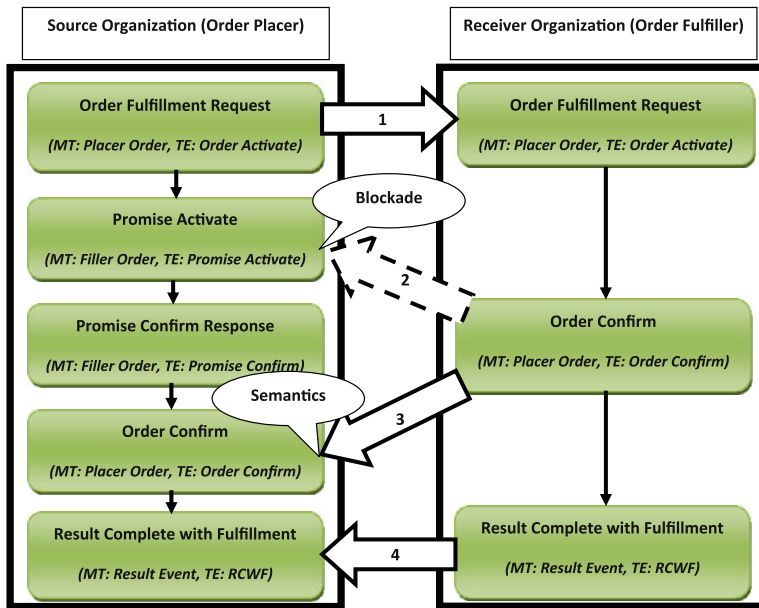 Source Organization (Order Placer)
Receiver Organization (Order Fulfiller)
Order Fulfillment Request
(MT: Placer Order, TE: Order Activate)
1
Order Fulfillment Request
(MT: Placer Order, TE: Order Activate)
Blockade
Promise Activate
(MT: Filler Order, TE: Promise Activate)
2
Promise Confirm Response
(MT: Filler Order, TE: Promise Confirm)
Order Confirm
(MT: Placer Order, TE: Order Confirm)
Semantics
3
Order Confirm
(MT: Placer Order, TE: Order Confirm)
Result Complete with Fulfillment
(MT: Result Event, TE: RCWF)
4
Result Complete with Fulfillment
(MT: Result Event, TE: RCWF)